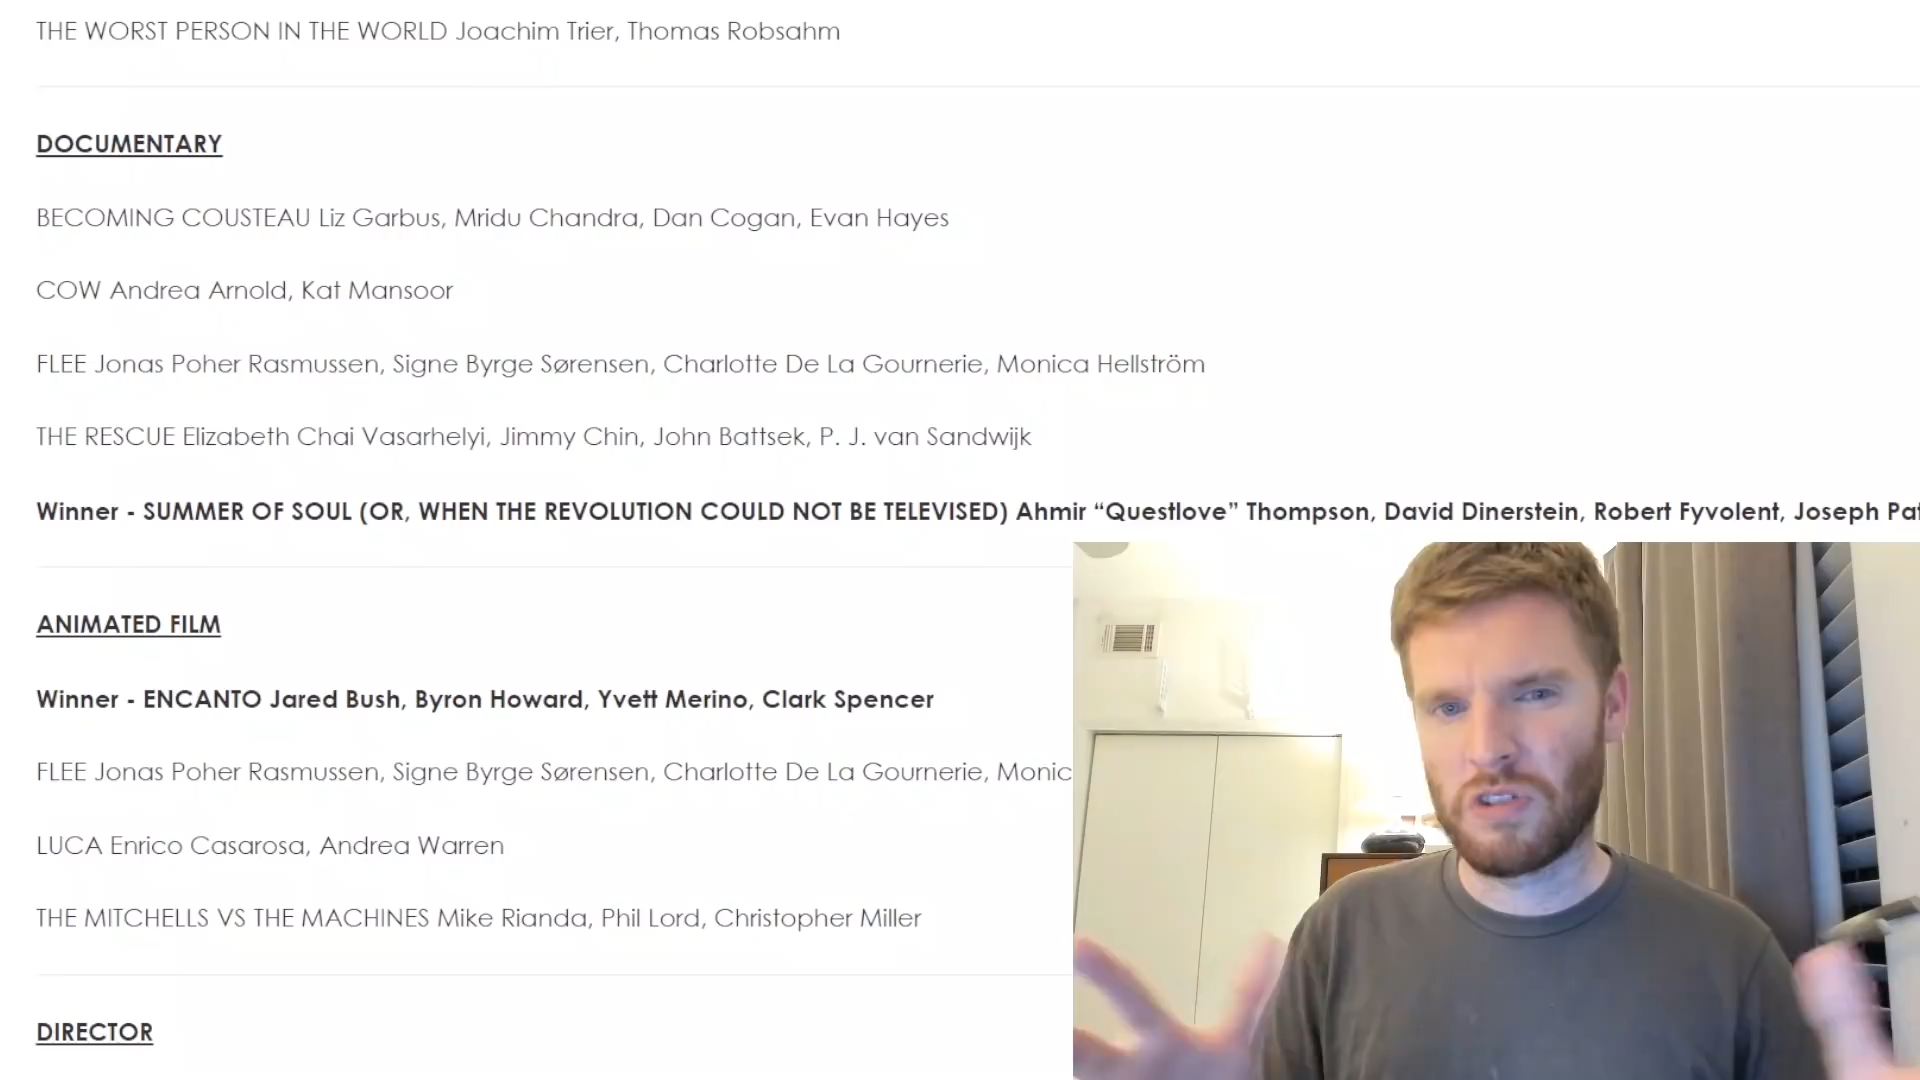 THE WORST PERSON IN THE WORLD Joachim Trier, Thomas Robsahm
DOCUMENTARY
BECOMING COUSTEAU Liz Garbus, Mridu Chandra, Dan Cogan, Evan Hayes
COW Andrea Arnold, Kat Mansoor
FLEE Jonas Poher Rasmussen, Signe Byrge Sørensen, Charlotte De La Gournerie, Monica Hellström
THE RESCUE Elizabeth Chai Vasarhelyi, Jimmy Chin, John Battsek, P. J. van Sandwijk
Winner - SUMMER OF SOUL (OR, WHEN THE REVOLUTION COULD NOT BE TELEVISED) Ahmir “Questlove” Thompson, David Dinerstein, Robert Fyvolent, Joseph Pat
ANIMATED FILM
Winner - ENCANTO Jared Bush, Byron Howard, Yvett Merino, Clark Spencer
FLEE Jonas Poher Rasmussen, Signe Byrge Sørensen, Charlotte De La Gournerie, Monic
LUCA Enrico Casarosa, Andrea Warren
THE MITCHELLS VS THE MACHINES Mike Rianda, Phil Lord, Christopher Miller
DIRECTOR